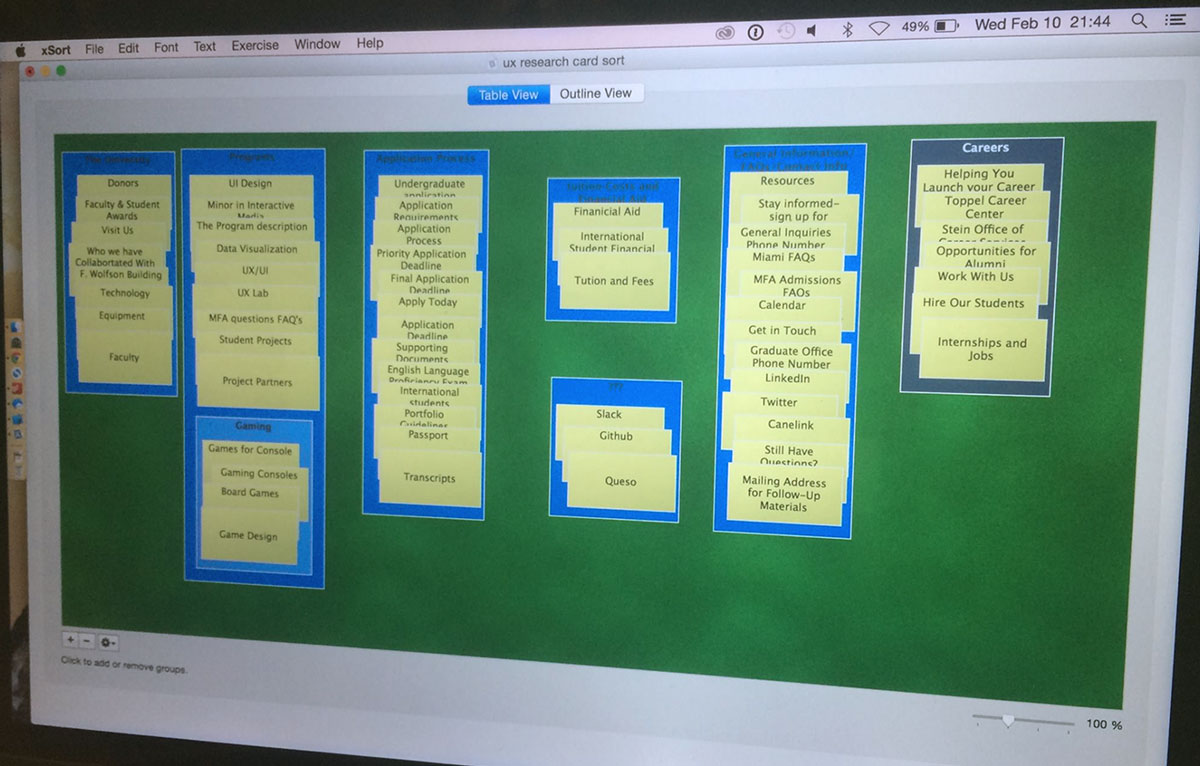 xSort File Edit Font Text Exercise Window Help
49% Wed Feb 10 21:44
ux research card sort
Table View Outline View
The University
Donors
Faculty & Student
Awards
Visit Us
Who we have
Collabortated With
F. Wolfson Building
Technology
Equipment
Faculty
Programs
UI Design
Minor in Interactive
Media
The Program description
Data Visualization
UX/UI
UX Lab
MFA questions FAQ's
Student Projects
Project Partners
Gaming
Games for Console
Gaming Consoles
Board Games
Game Design
Application Process
Undergraduate
application
Application
Requirements
Application
Process
Priority Application
Deadline
Final Application
Deadline
Apply Today
Application
Deadline
Supporting
Documents
English Language
Proficiency Exam
International
students
Portfolio
Guidelines
Passport
Transcripts
Costs and
Financial Aid
Finanicial Aid
International
Student Financial
Tution and Fees
???
Slack
Github
Queso
General Information/
Resources
Stay informed-
sign up for
General Inquiries
Phone Number
Miami FAQs
MFA Admissions
FAQs
Calendar
Get in Touch
Graduate Office
Phone Number
LinkedIn
Twitter
Canelink
Still Have
Questions?
Mailing Address
for Follow-Up
Materials
Careers
Helping You
Launch your Career
Toppel Career
Center
Stein Office of
Career Services
Opportunities for
Alumni
Work With Us
Hire Our Students
Internships and
Jobs
Click to add or remove groups.
100 %